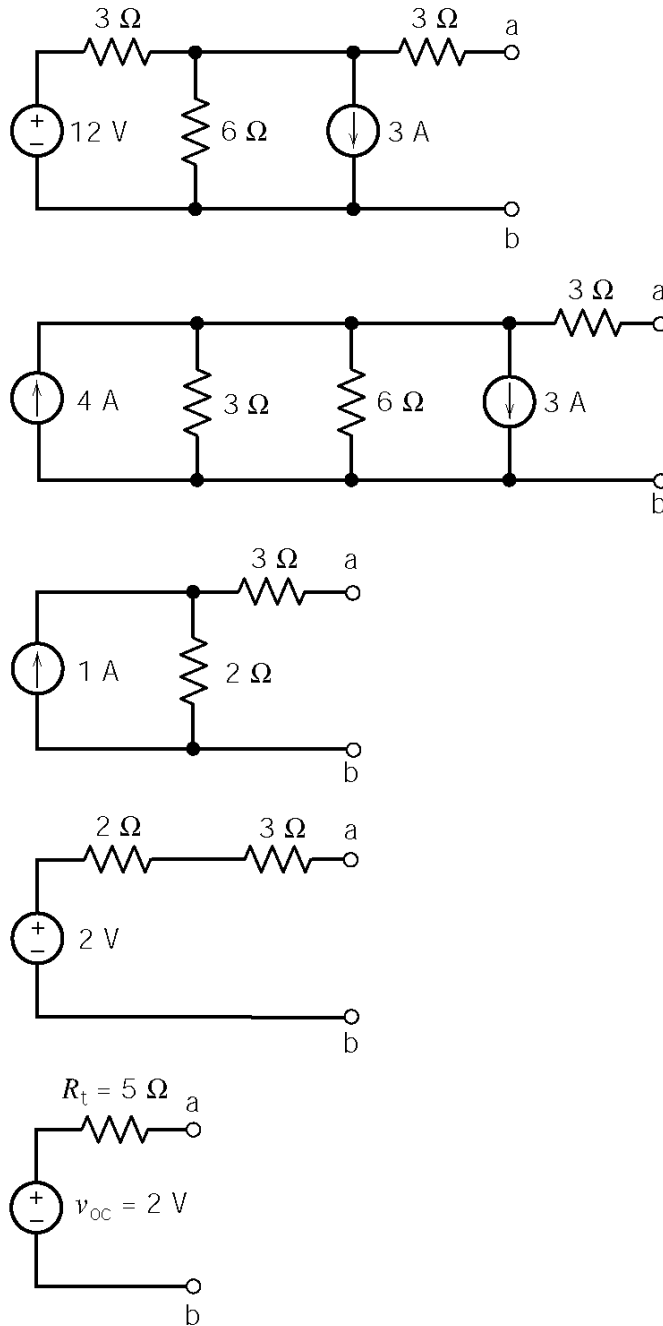 3 Ω 3 Ω a
+ − 12 V 6 Ω 3 A
b
3 Ω a
4 A 3 Ω 6 Ω 3 A
b
3 Ω a
1 A 2 Ω
b
2 Ω 3 Ω a
+ − 2 V
b
Rt = 5 Ω a
+ − voc = 2 V
b